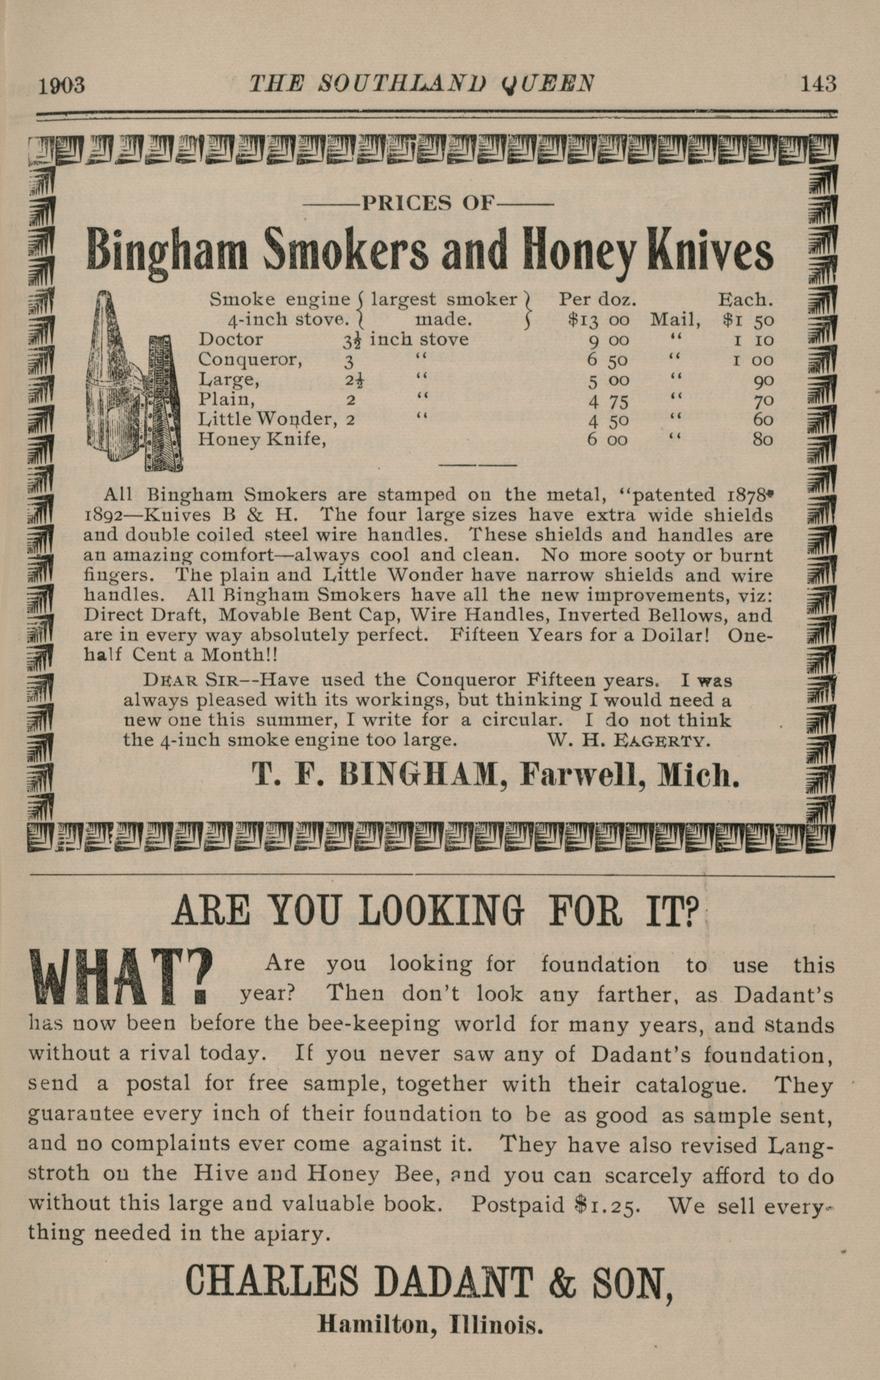 1903 THE SOUTHLAND QUEEN 143
——PRICES OF——
Bingham Smokers and Honey Knives
Smoke engine { largest smoker } Per doz. Each.
4-inch stove. { made. } $13 00 Mail, $1 50
Doctor 3½ inch stove 9 00 “ 1 10
Conqueror, 3 “ 6 50 “ 1 00
Large, 2½ “ 5 00 “ 90
Plain, 2 “ 4 75 “ 70
Little Wonder, 2 “ 4 50 “ 60
Honey Knife, 6 00 “ 80
All Bingham Smokers are stamped on the metal, “patented 1878*
1892—Knives B & H. The four large sizes have extra wide shields
and double coiled steel wire handles. These shields and handles are
an amazing comfort—always cool and clean. No more sooty or burnt
fingers. The plain and Little Wonder have narrow shields and wire
handles. All Bingham Smokers have all the new improvements, viz:
Direct Draft, Movable Bent Cap, Wire Handles, Inverted Bellows, and
are in every way absolutely perfect. Fifteen Years for a Doilar! One-
half Cent a Month!!
DEAR SIR--Have used the Conqueror Fifteen years. I was
always pleased with its workings, but thinking I would need a
new one this summer, I write for a circular. I do not think
the 4-inch smoke engine too large. W. H. EAGERTY.
T. F. BINGHAM, Farwell, Mich.
ARE YOU LOOKING FOR IT?
WHAT? Are you looking for foundation to use this
year? Then don't look any farther, as Dadant's
has now been before the bee-keeping world for many years, and stands
without a rival today. If you never saw any of Dadant's foundation,
send a postal for free sample, together with their catalogue. They
guarantee every inch of their foundation to be as good as sample sent,
and no complaints ever come against it. They have also revised Lang-
stroth on the Hive and Honey Bee, and you can scarcely afford to do
without this large and valuable book. Postpaid $1.25. We sell every-
thing needed in the apiary.
CHARLES DADANT & SON,
Hamilton, Illinois.